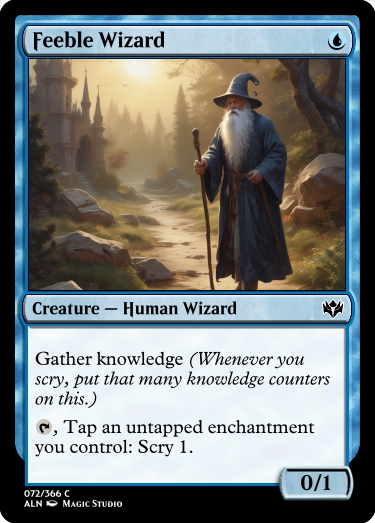 Feeble Wizard
Creature — Human Wizard
Gather knowledge (Whenever you
scry, put that many knowledge counters
on this.)
, Tap an untapped enchantment
you control: Scry 1.
072/366 C
ALN Magic Studio
0/1